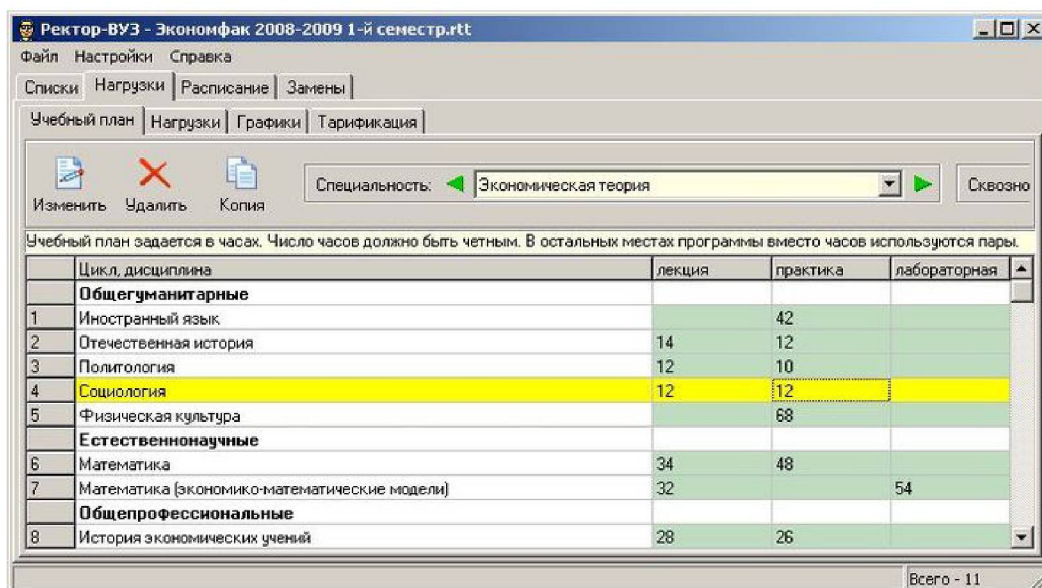 Ректор-ВУЗ - Экономфак 2008-2009 1-й семестр.rtt
Файл Настройки Справка
Списки Нагрузки Расписание Замены
Учебный план Нагрузки Графики Тарификация
Изменить Удалить Копия Специальность: Экономическая теория Сквозно
Учебный план задается в часах. Число часов должно быть четным. В остальных местах программы вместо часов используются пары.
Цикл, дисциплина лекция практика лабораторная
Общегуманитарные
1 Иностранный язык 42
2 Отечественная история 14 12
3 Политология 12 10
4 Социология 12 12
5 Физическая культура 68
Естественнонаучные
6 Математика 34 48
7 Математика (экономико-математические модели) 32 54
Общепрофессиональные
8 История экономических учений 28 26
Всего - 11